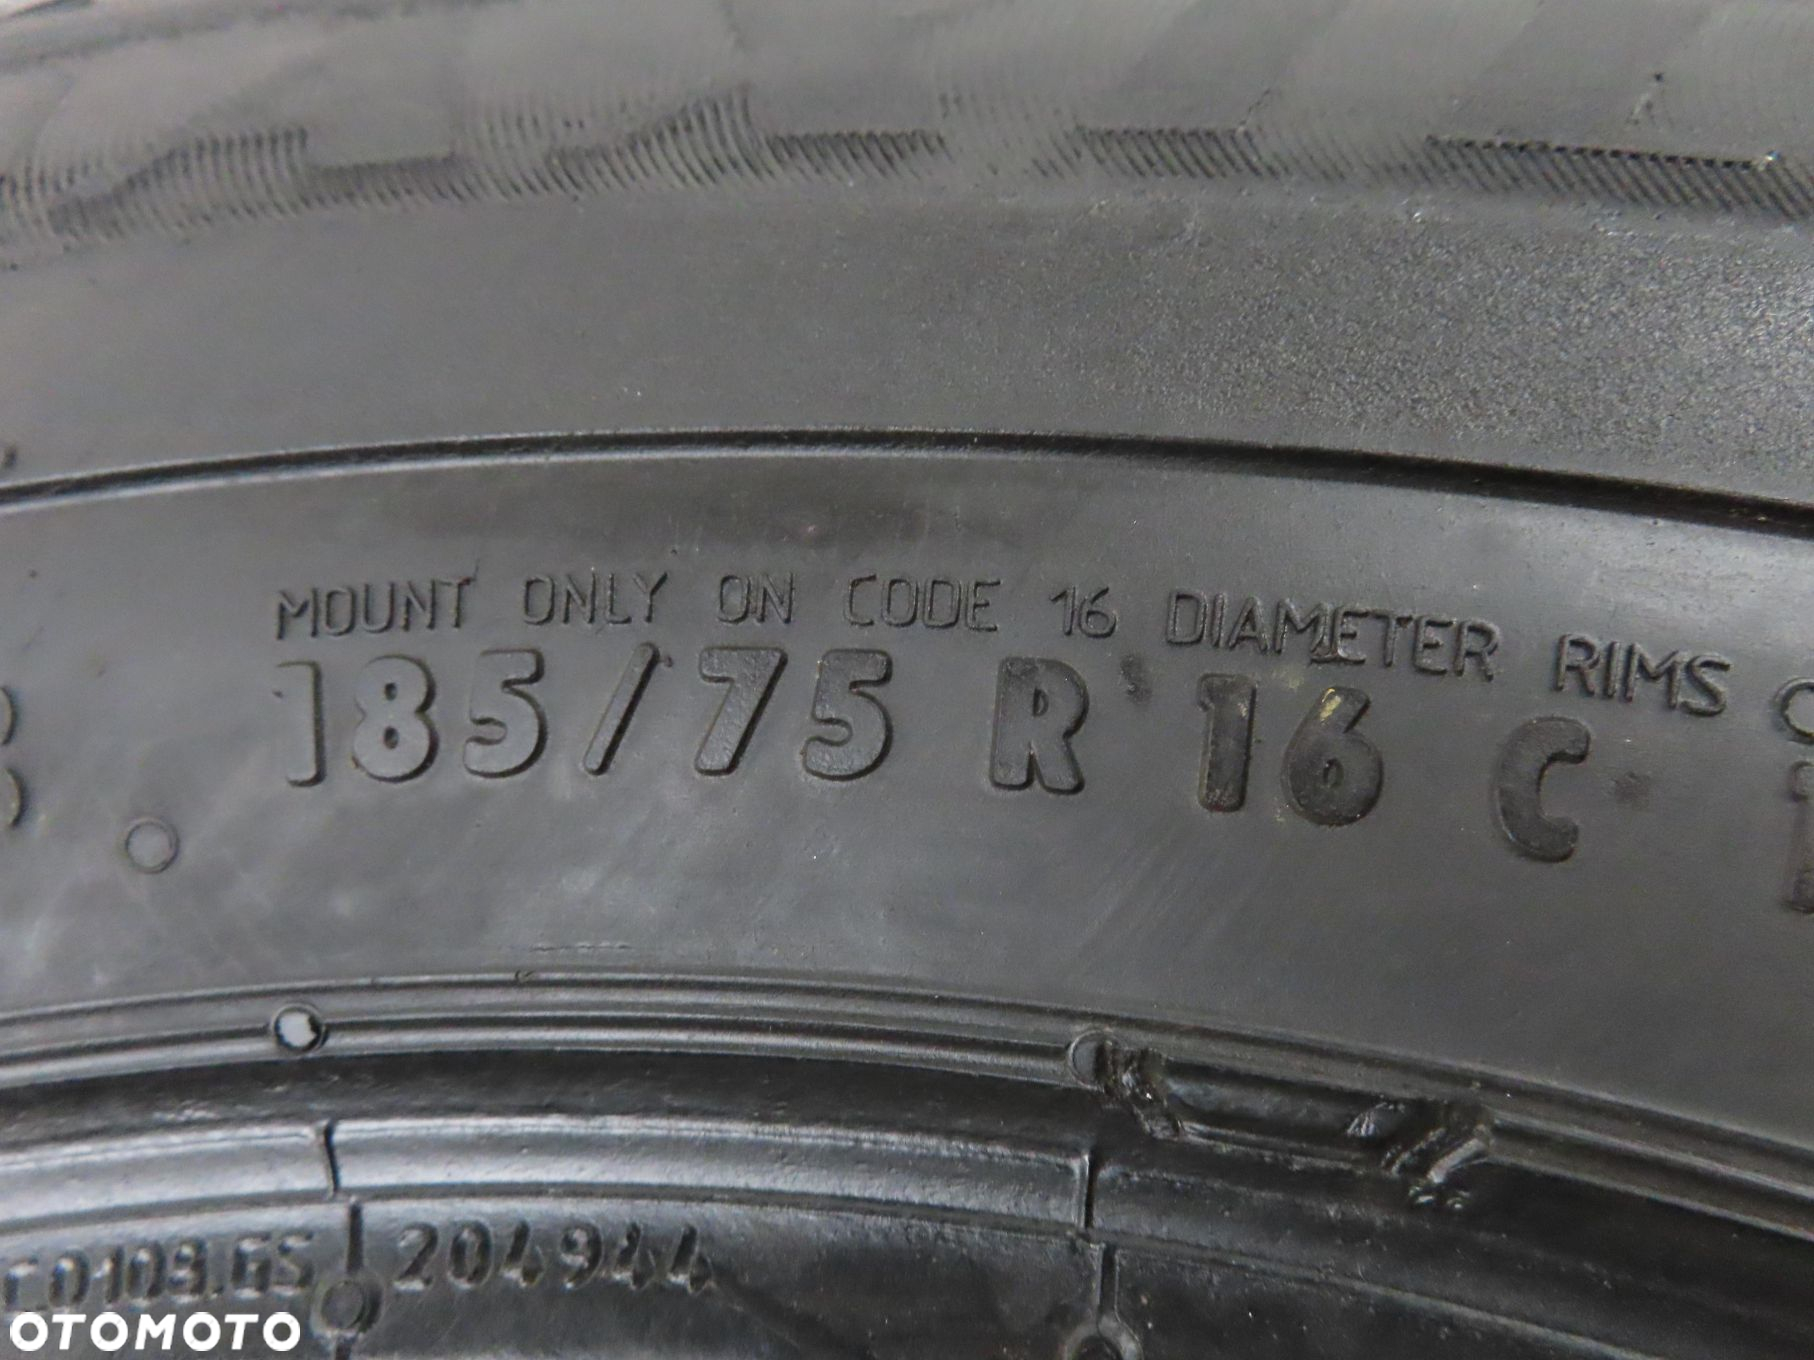 MOUNT ONLY ON CODE 16 DIAMETER RIMS
185/75 R 16 C
204944
OTOMOTO